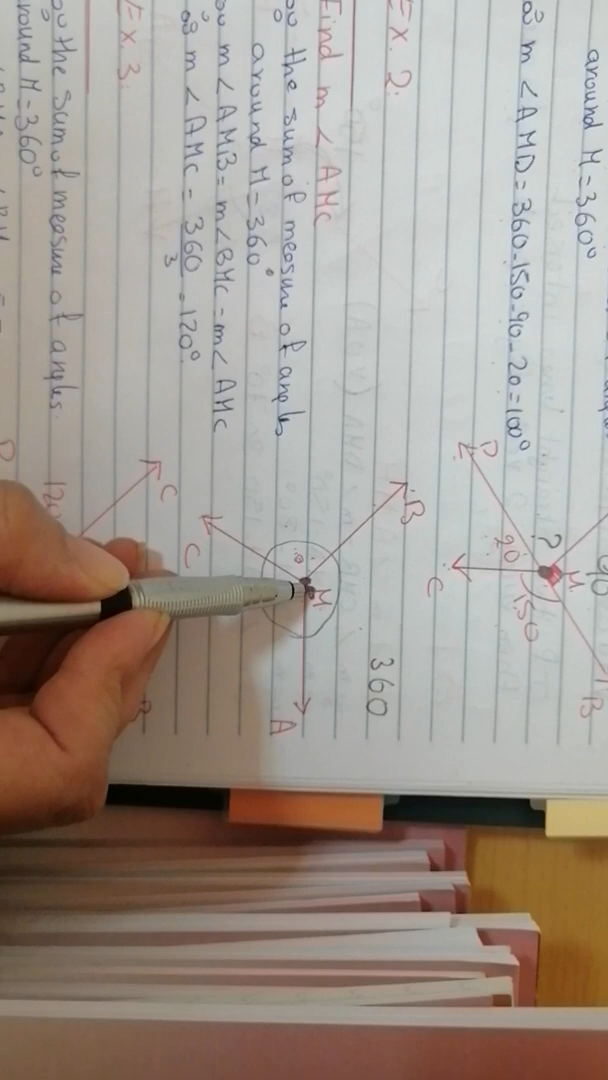 around M = 360°
∴ m ∠ AMD = 360-150-90-20 = 100°
D
?
20
C
M
150
90
B
Ex. 2:
Find m ∠ AMC
∵ the sum of measure of angles
around M = 360°
∵ m ∠ AMB = m ∠ BMC = m ∠ AMC
∴ m ∠ AMC = 360/3 = 120°
B
C
M
A
360
Ex. 3:
∵ the sum of measure of angles
around M = 360°
C
120
D